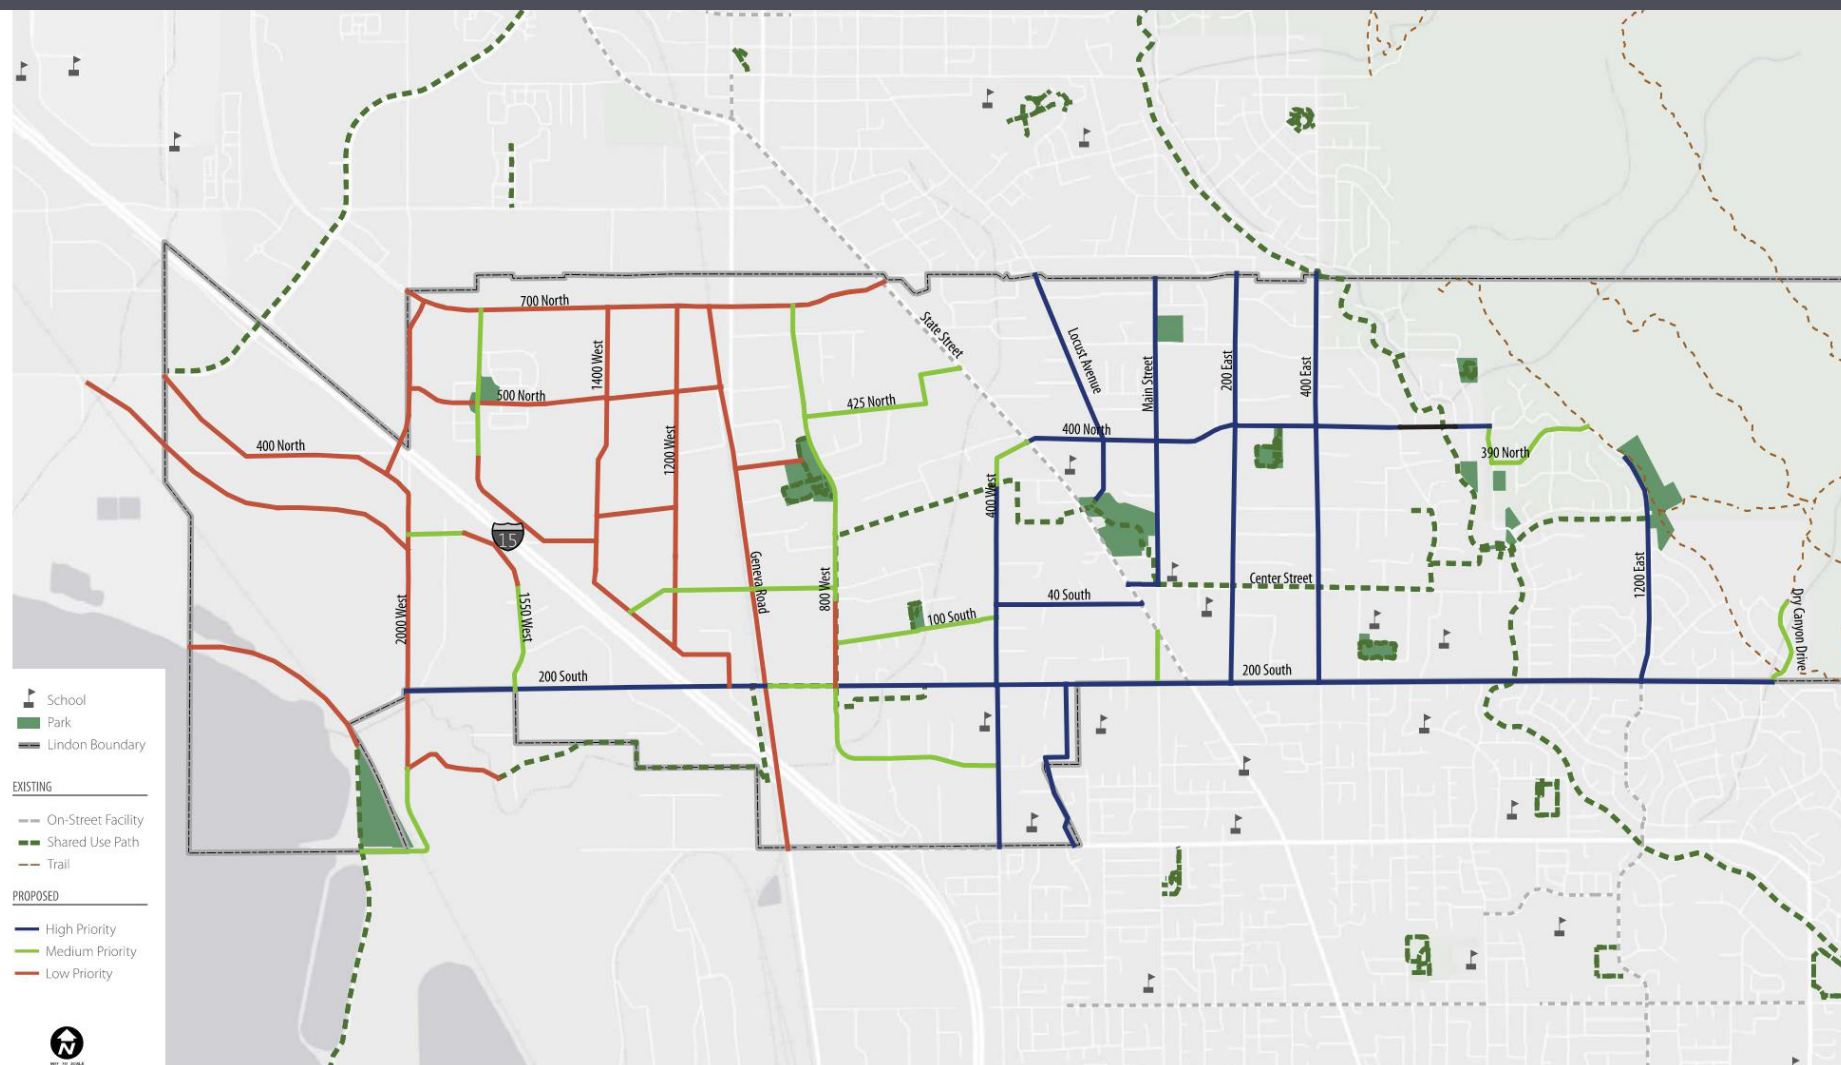 700 North
State Street
Locust Avenue
Main Street
200 East
400 East
1400 West
500 North
425 North
400 North
400 North
390 North
1200 West
400 West
15
Geneva Road
800 West
Center Street
1200 East
40 South
Dry Canyon Drive
2000 West
1550 West
100 South
200 South
200 South
School
Park
Lindon Boundary
EXISTING
On-Street Facility
Shared Use Path
Trail
PROPOSED
High Priority
Medium Priority
Low Priority
N